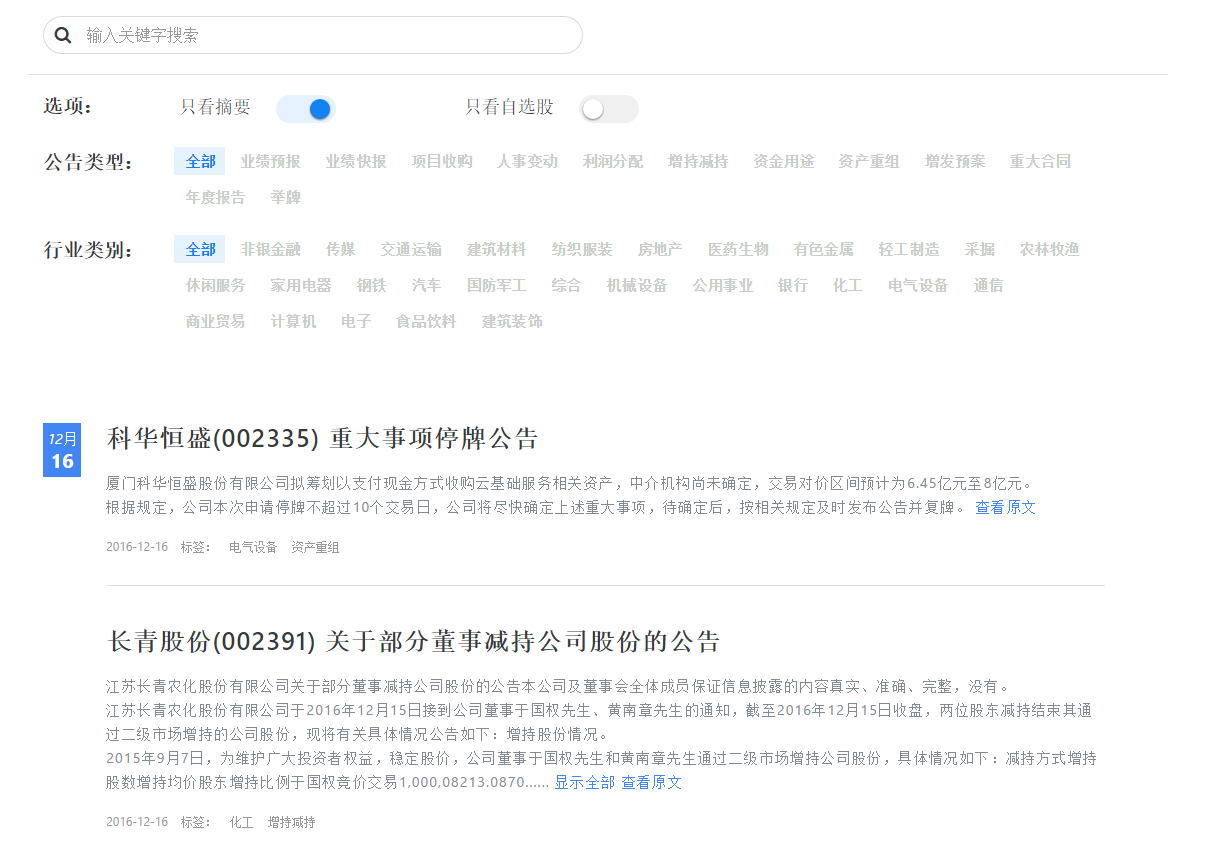 输入关键字搜索
选项： 只看摘要 只看自选股
公告类型： 全部 业绩预报 业绩快报 项目收购 人事变动 利润分配 增持减持 资金用途 资产重组 增发预案 重大合同
年度报告 举牌
行业类别： 全部 非银金融 传媒 交通运输 建筑材料 纺织服装 房地产 医药生物 有色金属 轻工制造 采掘 农林牧渔
休闲服务 家用电器 钢铁 汽车 国防军工 综合 机械设备 公用事业 银行 化工 电气设备 通信
商业贸易 计算机 电子 食品饮料 建筑装饰
12月
16
科华恒盛(002335) 重大事项停牌公告
厦门科华恒盛股份有限公司拟筹划以支付现金方式收购云基础服务相关资产，中介机构尚未确定，交易对价区间预计为6.45亿元至8亿元。
根据规定，公司本次申请停牌不超过10个交易日，公司将尽快确定上述重大事项，待确定后，按相关规定及时发布公告并复牌。 查看原文
2016-12-16 标签： 电气设备 资产重组
长青股份(002391) 关于部分董事减持公司股份的公告
江苏长青农化股份有限公司关于部分董事减持公司股份的公告本公司及董事会全体成员保证信息披露的内容真实、准确、完整，没有。
江苏长青农化股份有限公司于2016年12月15日接到公司董事于国权先生、黄南章先生的通知，截至2016年12月15日收盘，两位股东减持结束其通
过二级市场增持的公司股份，现将有关具体情况公告如下：增持股份情况。
2015年9月7日，为维护广大投资者权益，稳定股价，公司董事于国权先生和黄南章先生通过二级市场增持公司股份，具体情况如下：减持方式增持
股数增持均价股东增持比例于国权竞价交易1,000,08213.0870...... 显示全部 查看原文
2016-12-16 标签： 化工 增持减持